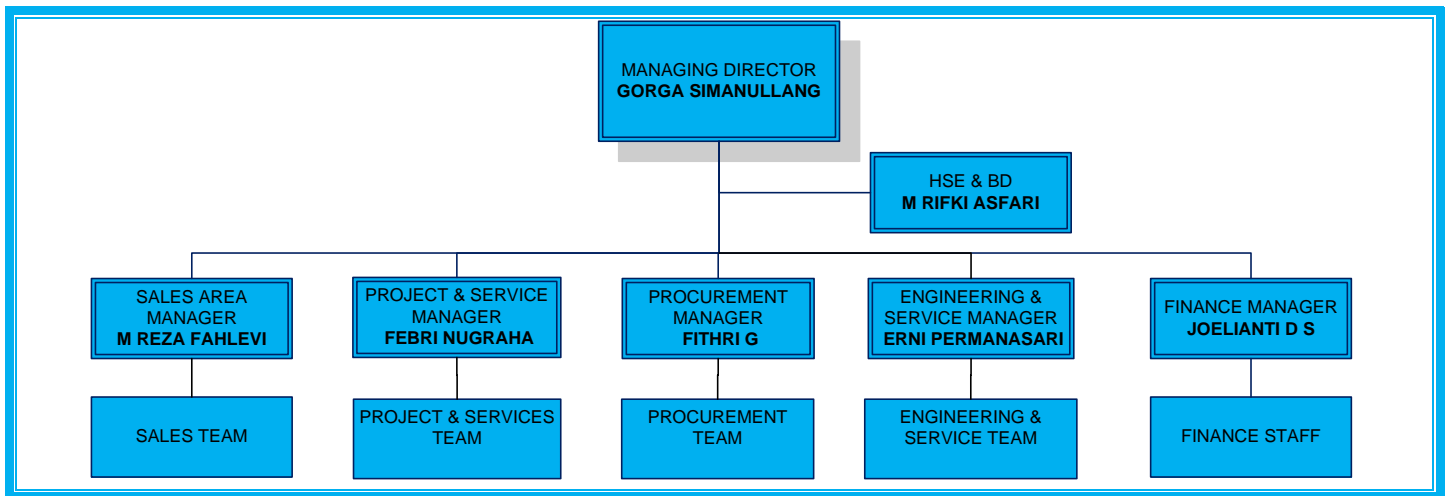 MANAGING DIRECTOR
GORGA SIMANULLANG
HSE & BD
M RIFKI ASFARI
SALES AREA
MANAGER
M REZA FAHLEVI
PROJECT & SERVICE
MANAGER
FEBRI NUGRAHA
PROCUREMENT
MANAGER
FITHRI G
ENGINEERING &
SERVICE MANAGER
ERNI PERMANASARI
FINANCE MANAGER
JOELIANTI D S
SALES TEAM
PROJECT & SERVICES
TEAM
PROCUREMENT
TEAM
ENGINEERING &
SERVICE TEAM
FINANCE STAFF